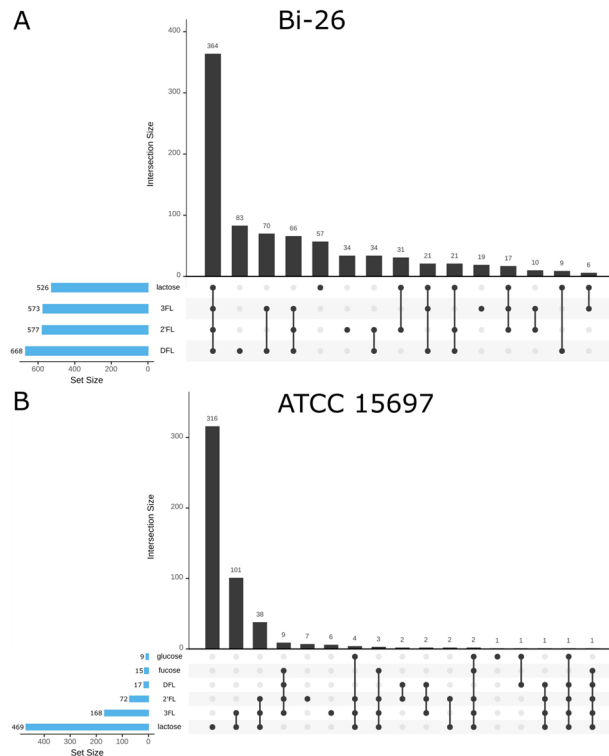 A
Bi-26
Intersection Size
400
300
200
100
0
364
83
70
66
57
34
34
31
21
21
19
17
10
9
6
526
lactose
573
3FL
577
2'FL
668
DFL
600 400 200 0
Set Size
B
ATCC 15697
Intersection Size
300
200
100
0
316
101
38
9
7
6
4
3
2
2
2
2
1
1
1
1
1
9
glucose
15
fucose
17
DFL
72
2'FL
168
3FL
469
lactose
400 300 200 100 0
Set Size